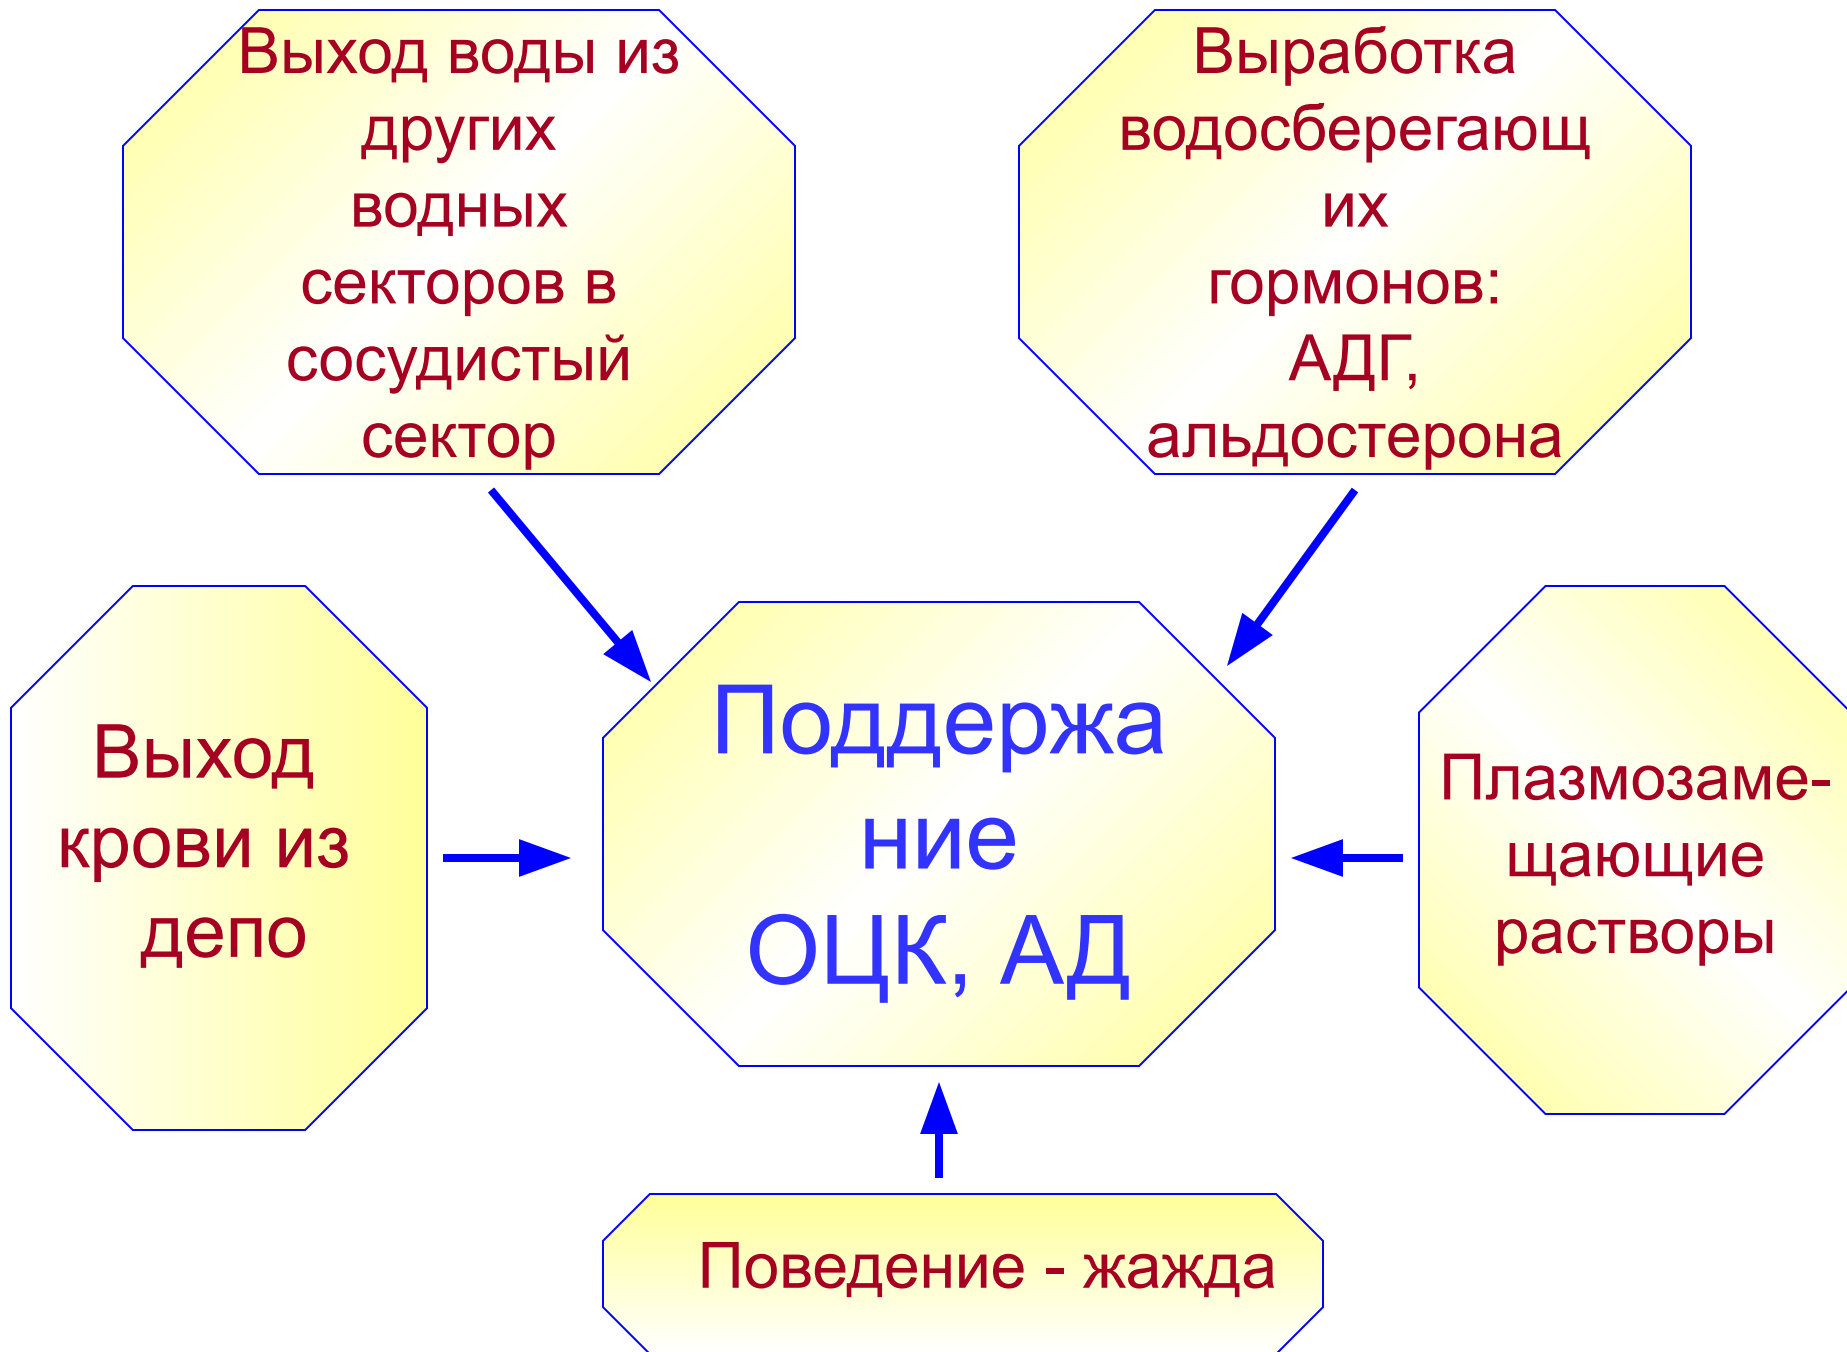 Выход воды из
других
водных
секторов в
сосудистый
сектор
Выработка
водосберегающ
их
гормонов:
АДГ,
альдостерона
Выход
крови из
депо
Поддержа
ние
ОЦК, АД
Плазмозаме-
щающие
растворы
Поведение - жажда